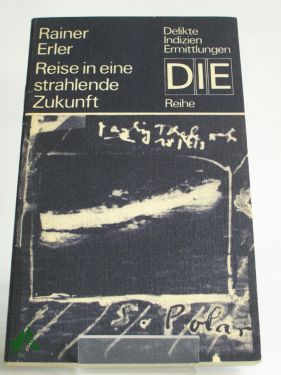 Rainer
Erler
Reise in eine
strahlende
Zukunft
Delikte
Indizien
Ermittlungen
DIE
Reihe
S. Polar